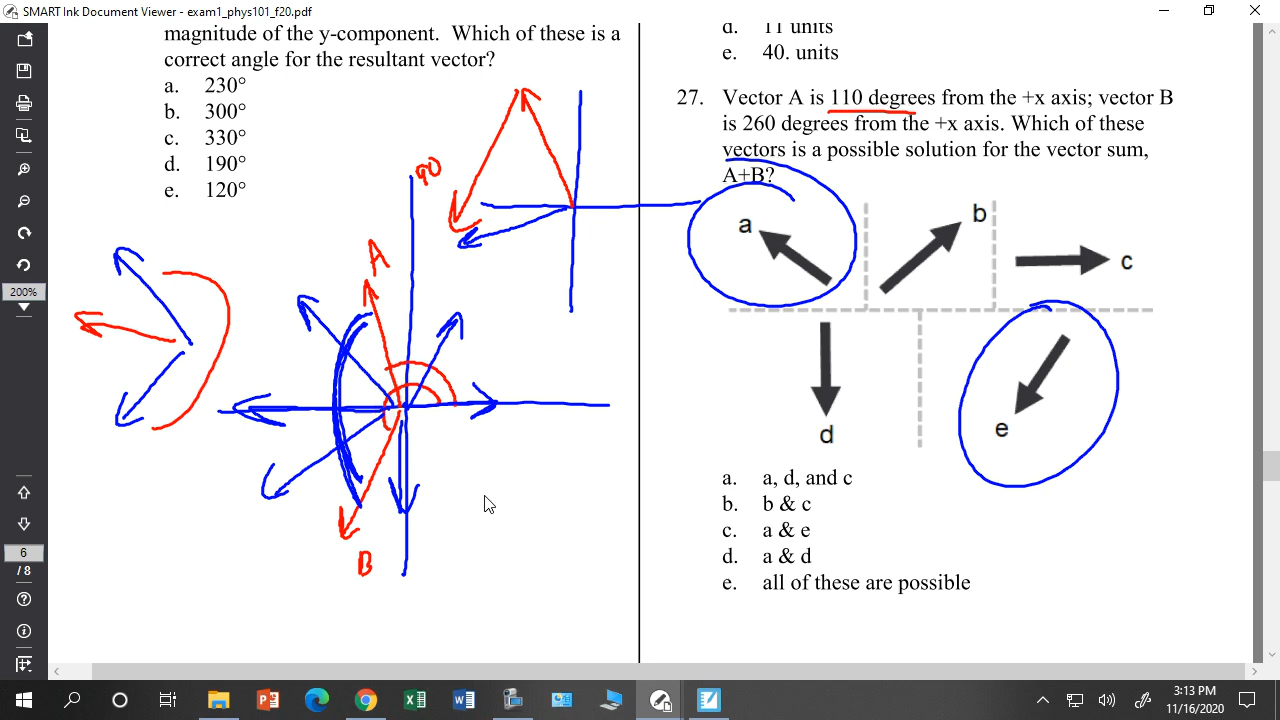 SMART Ink Document Viewer - exam1_phys101_f20.pdf
magnitude of the y-component. Which of these is a
correct angle for the resultant vector?
a. 230°
b. 300°
c. 330°
d. 190°
e. 120°
90
A
B
d. 11 units
e. 40. units
27. Vector A is 110 degrees from the +x axis; vector B
is 260 degrees from the +x axis. Which of these
vectors is a possible solution for the vector sum,
A+B?
a
b
c
d
e
a. a, d, and c
b. b & c
c. a & e
d. a & d
e. all of these are possible
200%
6
/ 8
3:13 PM
11/16/2020